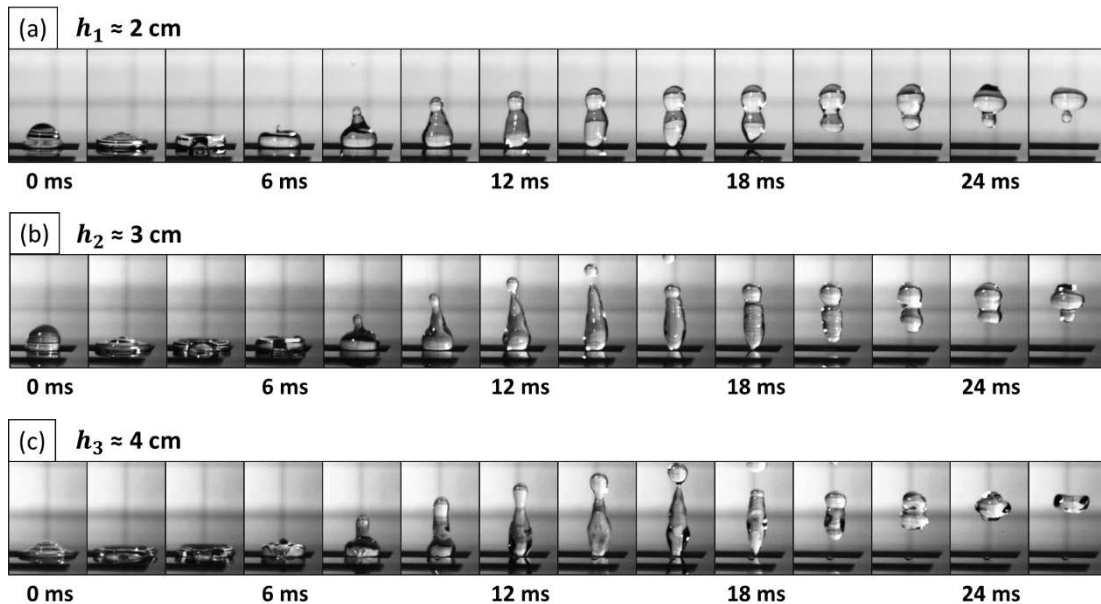 (a) h₁ ≈ 2 cm
0 ms 6 ms 12 ms 18 ms 24 ms
(b) h₂ ≈ 3 cm
0 ms 6 ms 12 ms 18 ms 24 ms
(c) h₃ ≈ 4 cm
0 ms 6 ms 12 ms 18 ms 24 ms